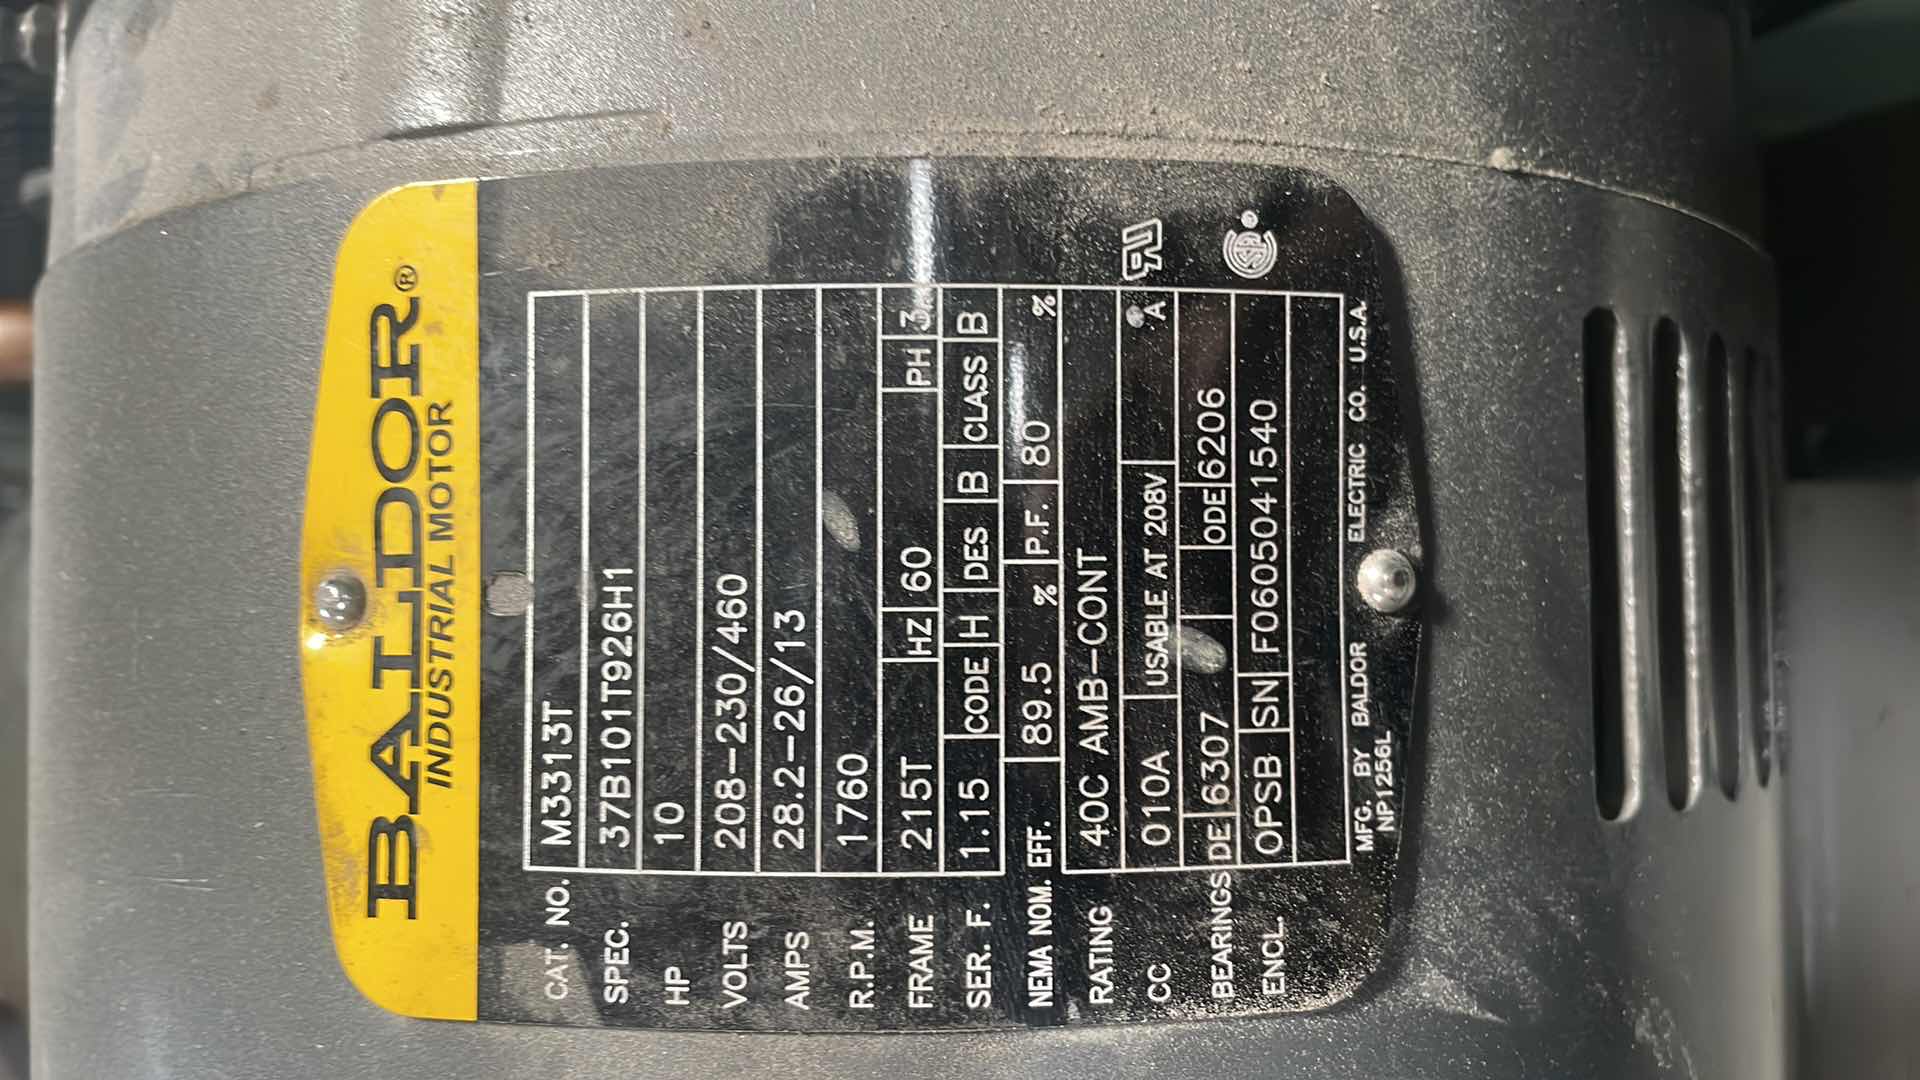 BALDOR®
INDUSTRIAL MOTOR
CAT. NO. M3313T
SPEC. 37B101T926H1
HP 10
VOLTS 208-230/460
AMPS 28.2-26/13
R.P.M. 1760
FRAME 215T HZ 60 PH 3
SER. F. 1.15 CODE H DES B CLASS B
NEMA NOM. EFF. 89.5 % P.F. 80 %
RATING 40C AMB-CONT
CC 010A USABLE AT 208V A
BEARINGS DE 6307 ODE 6206
ENCL. OPSB SN F0605041540
MFG. BY BALDOR ELECTRIC CO. U.S.A.
NP1256L